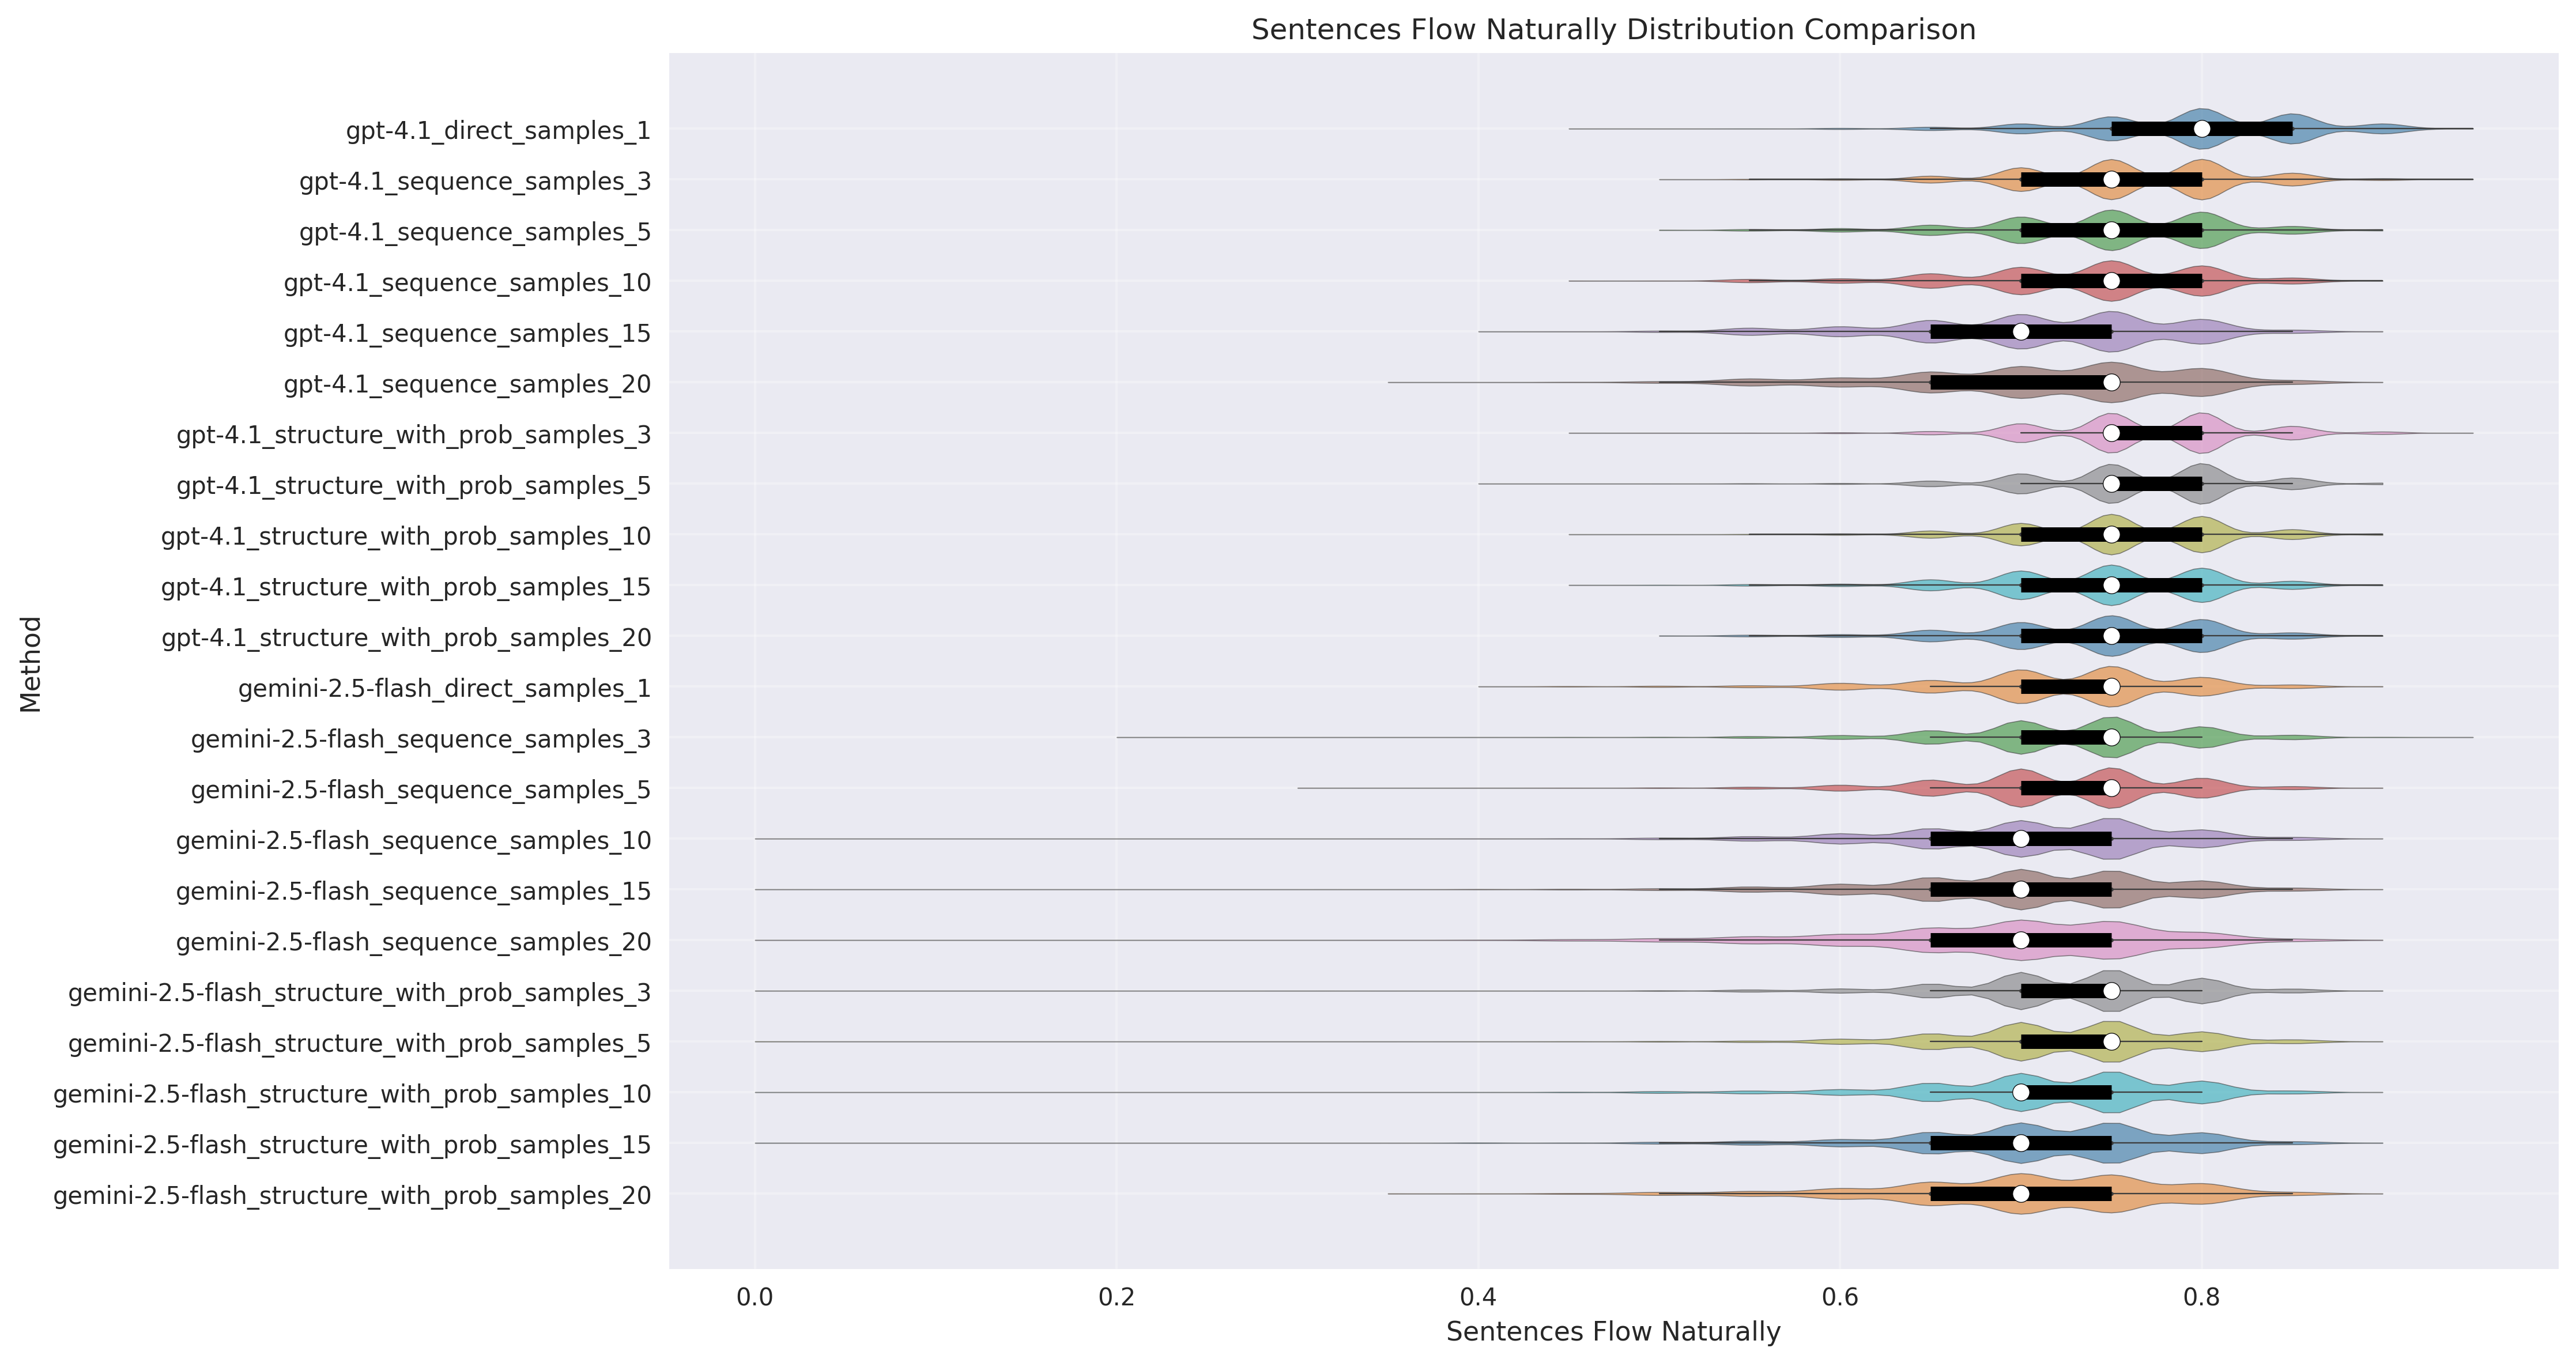 Sentences Flow Naturally Distribution Comparison
gpt-4.1_direct_samples_1
gpt-4.1_sequence_samples_3
gpt-4.1_sequence_samples_5
gpt-4.1_sequence_samples_10
gpt-4.1_sequence_samples_15
gpt-4.1_sequence_samples_20
gpt-4.1_structure_with_prob_samples_3
gpt-4.1_structure_with_prob_samples_5
gpt-4.1_structure_with_prob_samples_10
gpt-4.1_structure_with_prob_samples_15
gpt-4.1_structure_with_prob_samples_20
gemini-2.5-flash_direct_samples_1
gemini-2.5-flash_sequence_samples_3
gemini-2.5-flash_sequence_samples_5
gemini-2.5-flash_sequence_samples_10
gemini-2.5-flash_sequence_samples_15
gemini-2.5-flash_sequence_samples_20
gemini-2.5-flash_structure_with_prob_samples_3
gemini-2.5-flash_structure_with_prob_samples_5
gemini-2.5-flash_structure_with_prob_samples_10
gemini-2.5-flash_structure_with_prob_samples_15
gemini-2.5-flash_structure_with_prob_samples_20
Method
0.0 0.2 0.4 0.6 0.8
Sentences Flow Naturally